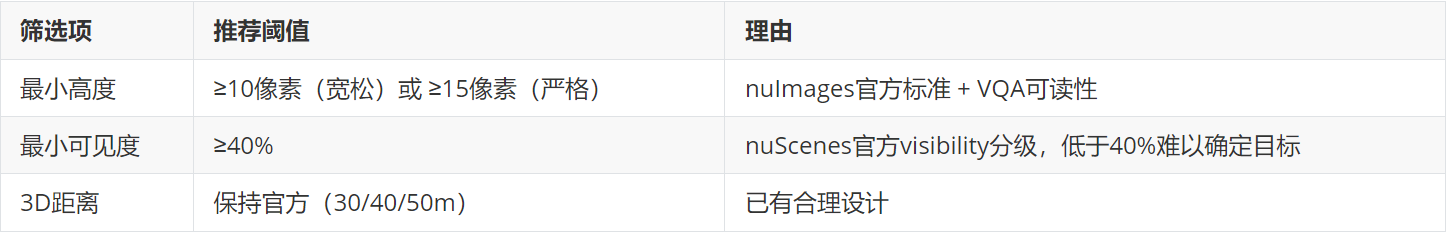 筛选项 推荐阈值 理由
最小高度 ≥10像素（宽松）或 ≥15像素（严格） nuImages官方标准 + VQA可读性
最小可见度 ≥40% nuScenes官方visibility分级，低于40%难以确定目标
3D距离 保持官方（30/40/50m） 已有合理设计